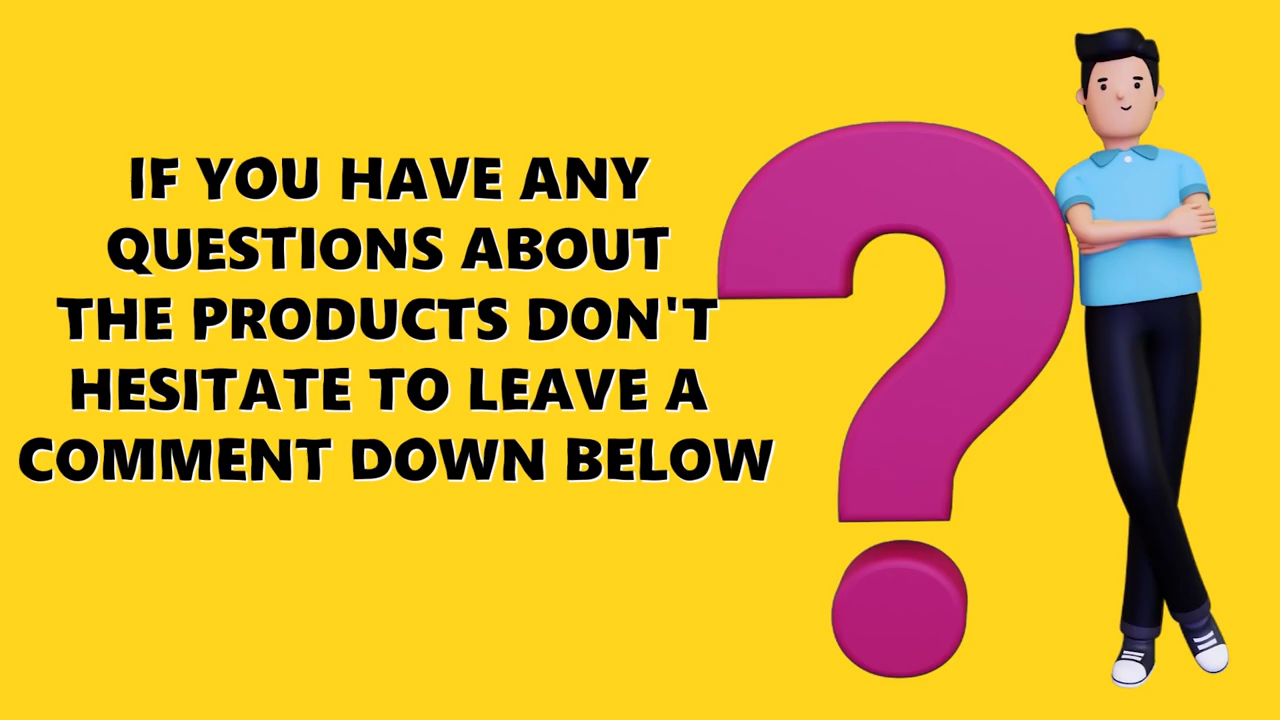 IF YOU HAVE ANY
QUESTIONS ABOUT
THE PRODUCTS DON'T
HESITATE TO LEAVE A
COMMENT DOWN BELOW